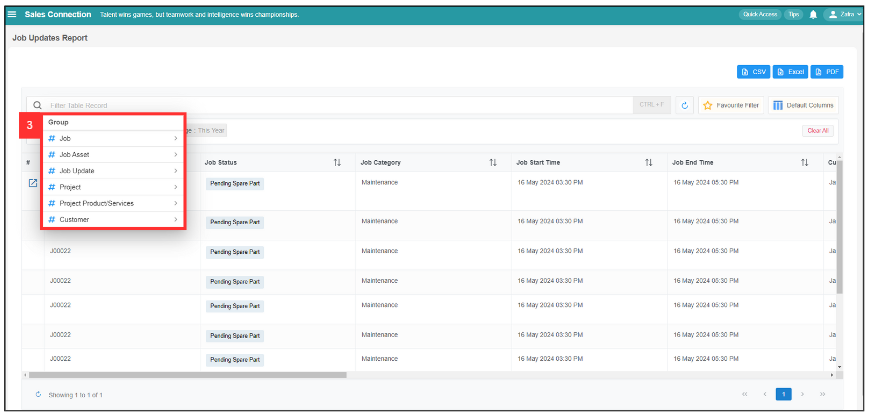 Sales Connection Talent wins games, but teamwork and intelligence wins championships. Quick Access Tips Zafra
Job Updates Report
CSV Excel PDF
Filter Table Record CTRL + F Favourite Filter Default Columns
3 Group
: This Year Clear All
# Job
# Job Asset
# Job Update
# Project
# Project Product/Services
# Customer
# Job Status Job Category Job Start Time Job End Time Cu
Pending Spare Part Maintenance 16 May 2024 03:30 PM 16 May 2024 05:30 PM Ja
Pending Spare Part Maintenance 16 May 2024 03:30 PM 16 May 2024 05:30 PM Ja
J00022 Pending Spare Part Maintenance 16 May 2024 03:30 PM 16 May 2024 05:30 PM Ja
J00022 Pending Spare Part Maintenance 16 May 2024 03:30 PM 16 May 2024 05:30 PM Ja
J00022 Pending Spare Part Maintenance 16 May 2024 03:30 PM 16 May 2024 05:30 PM Ja
J00022 Pending Spare Part Maintenance 16 May 2024 03:30 PM 16 May 2024 05:30 PM Ja
J00022 Pending Spare Part Maintenance 16 May 2024 03:30 PM 16 May 2024 05:30 PM Ja
Showing 1 to 1 of 1 << < 1 > >>